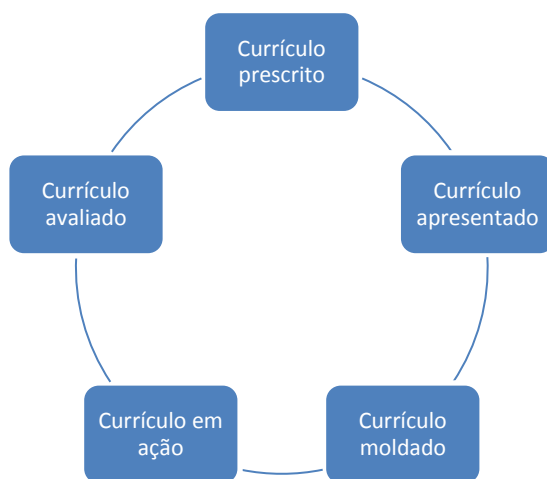 Currículo
prescrito
Currículo
apresentado
Currículo
moldado
Currículo em
ação
Currículo
avaliado